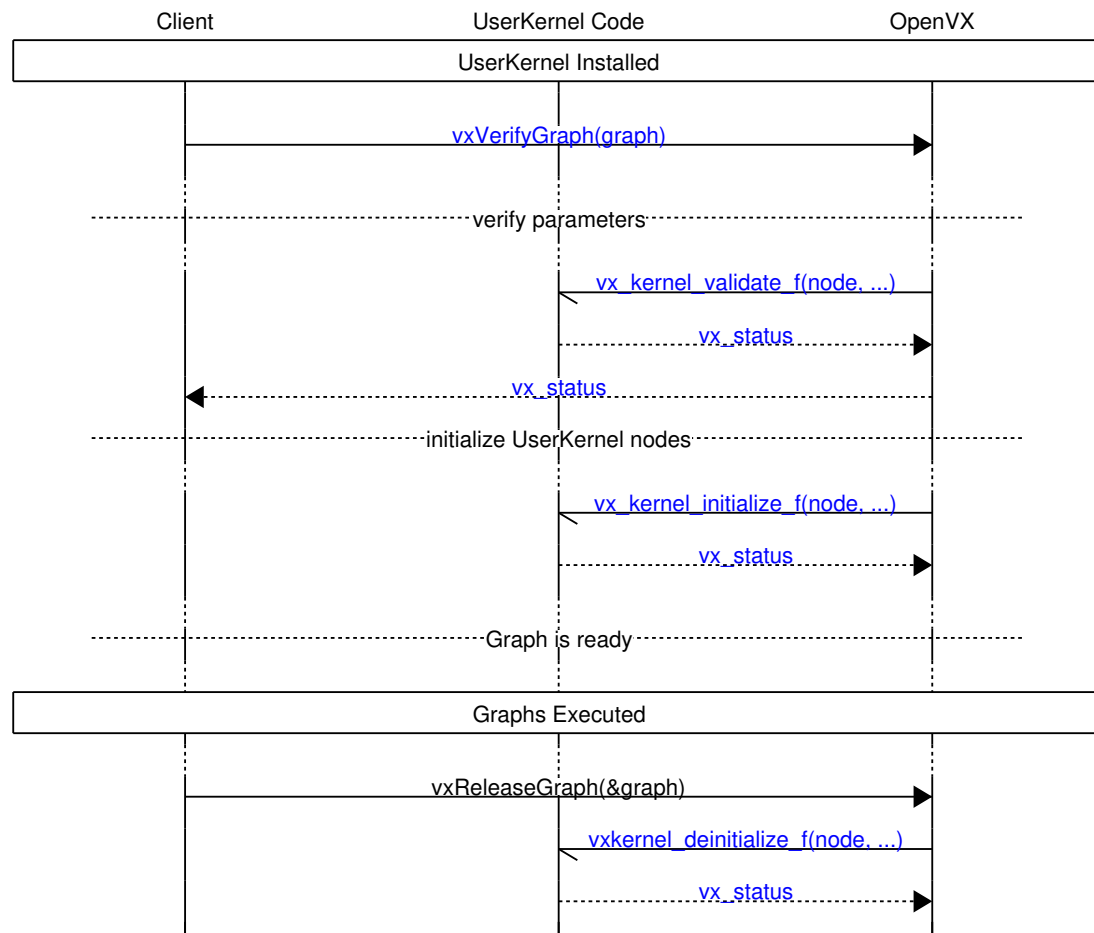 Client UserKernel Code OpenVX
UserKernel Installed
vxVerifyGraph(graph)
verify parameters
vx_kernel_validate_f(node, ...)
vx_status
vx_status
initialize UserKernel nodes
vx_kernel_initialize_f(node, ...)
vx_status
Graph is ready
Graphs Executed
vxReleaseGraph(&graph)
vxkernel_deinitialize_f(node, ...)
vx_status